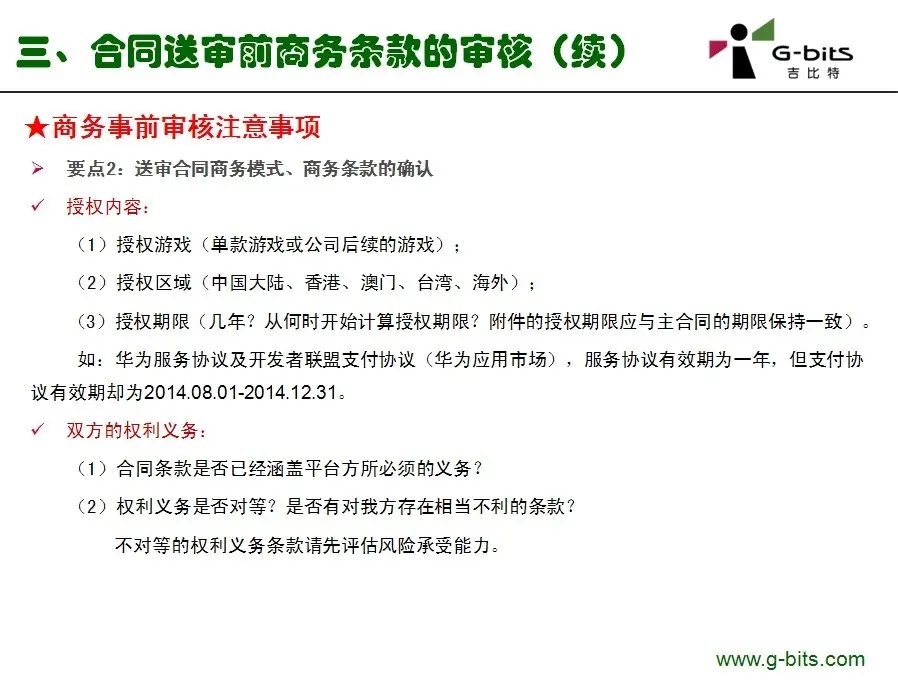 三、合同送审前商务条款的审核（续）
G-bits
吉比特
★商务事前审核注意事项
➢ 要点2：送审合同商务模式、商务条款的确认
✓ 授权内容：
（1）授权游戏（单款游戏或公司后续的游戏）；
（2）授权区域（中国大陆、香港、澳门、台湾、海外）；
（3）授权期限（几年？从何时开始计算授权期限？附件的授权期限应与主合同的期限保持一致）。
如：华为服务协议及开发者联盟支付协议（华为应用市场），服务协议有效期为一年，但支付协
议有效期却为2014.08.01-2014.12.31。
✓ 双方的权利义务：
（1）合同条款是否已经涵盖平台方所必须的义务？
（2）权利义务是否对等？是否有对我方存在相当不利的条款？
不对等的权利义务条款请先评估风险承受能力。
www.g-bits.com